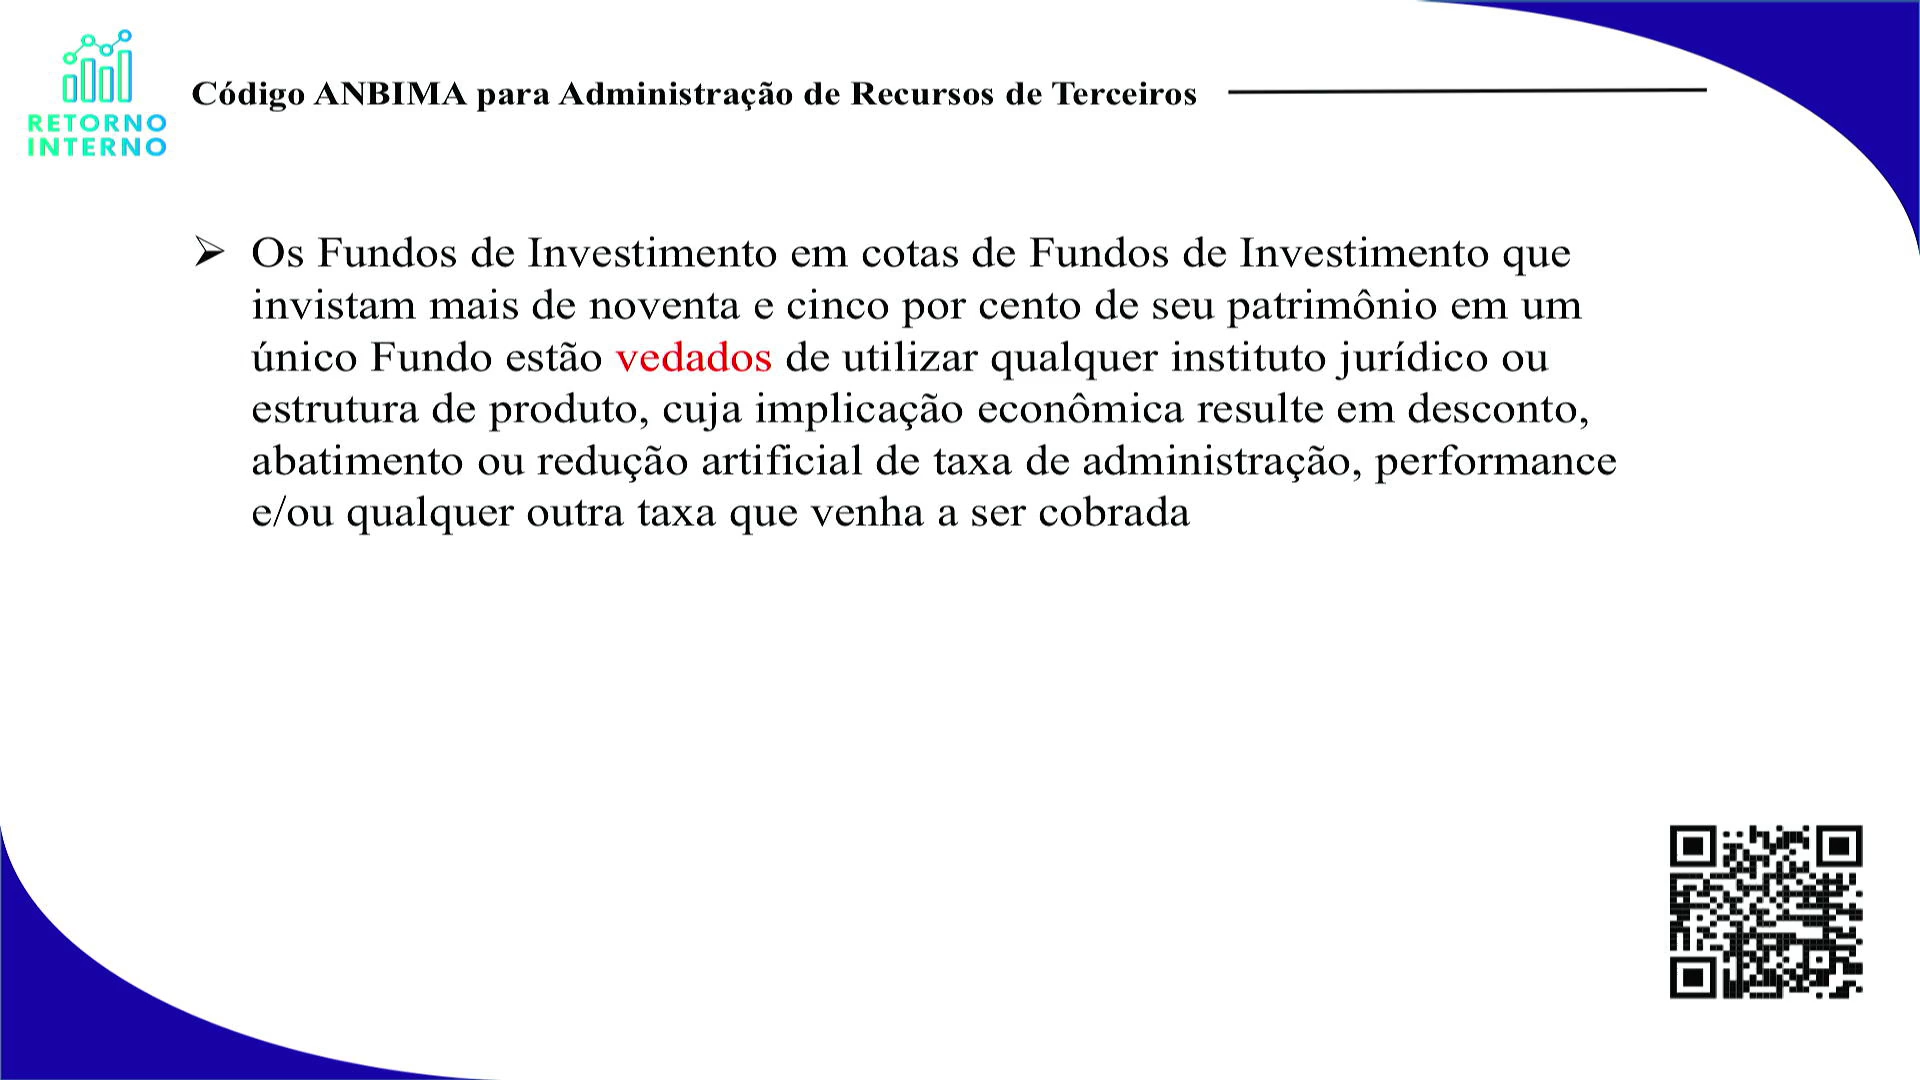 RETORNO
INTERNO
Código ANBIMA para Administração de Recursos de Terceiros
Os Fundos de Investimento em cotas de Fundos de Investimento que
invistam mais de noventa e cinco por cento de seu patrimônio em um
único Fundo estão vedados de utilizar qualquer instituto jurídico ou
estrutura de produto, cuja implicação econômica resulte em desconto,
abatimento ou redução artificial de taxa de administração, performance
e/ou qualquer outra taxa que venha a ser cobrada